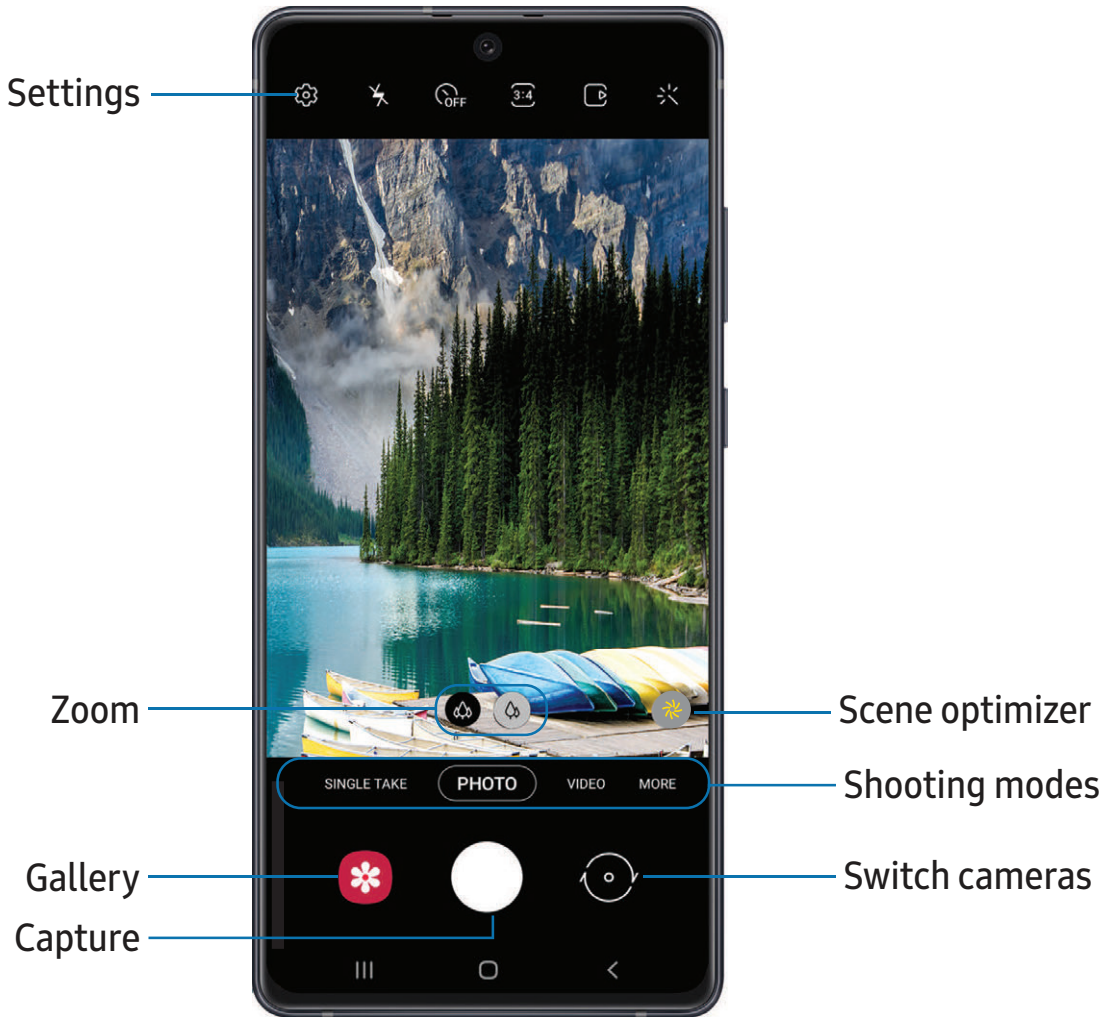 Settings
OFF
3:4
Zoom
Scene optimizer
SINGLE TAKE PHOTO VIDEO MORE
Shooting modes
Gallery
Switch cameras
Capture